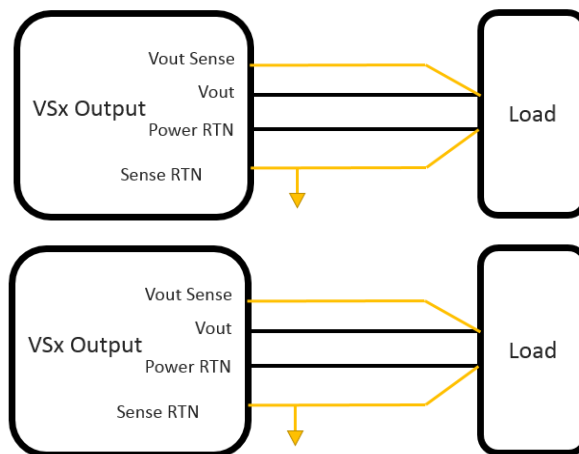 Vout Sense
Vout
VSx Output
Power RTN
Load
Sense RTN
Vout Sense
Vout
VSx Output
Load
Power RTN
Sense RTN